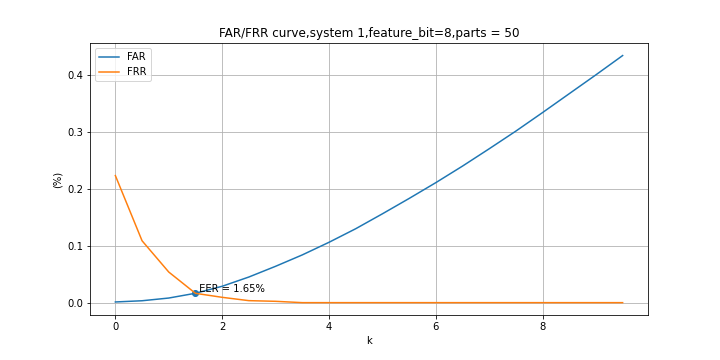 FAR/FRR curve,system 1,feature_bit=8,parts = 50
FAR
FRR
(%)
0.4
0.3
0.2
0.1
0.0
EER = 1.65%
0 2 4 6 8
k